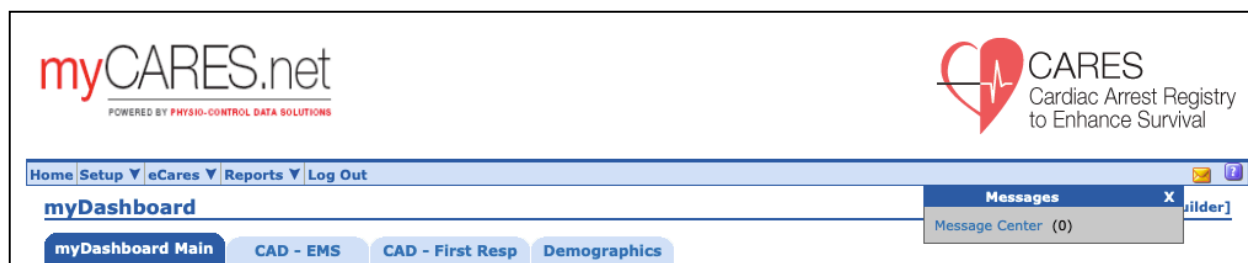 myCARES.net
POWERED BY PHYSIO-CONTROL DATA SOLUTIONS
CARES
Cardiac Arrest Registry
to Enhance Survival
Home Setup eCares Reports Log Out
?
myDashboard
Messages X
uilder]
Message Center (0)
myDashboard Main CAD - EMS CAD - First Resp Demographics